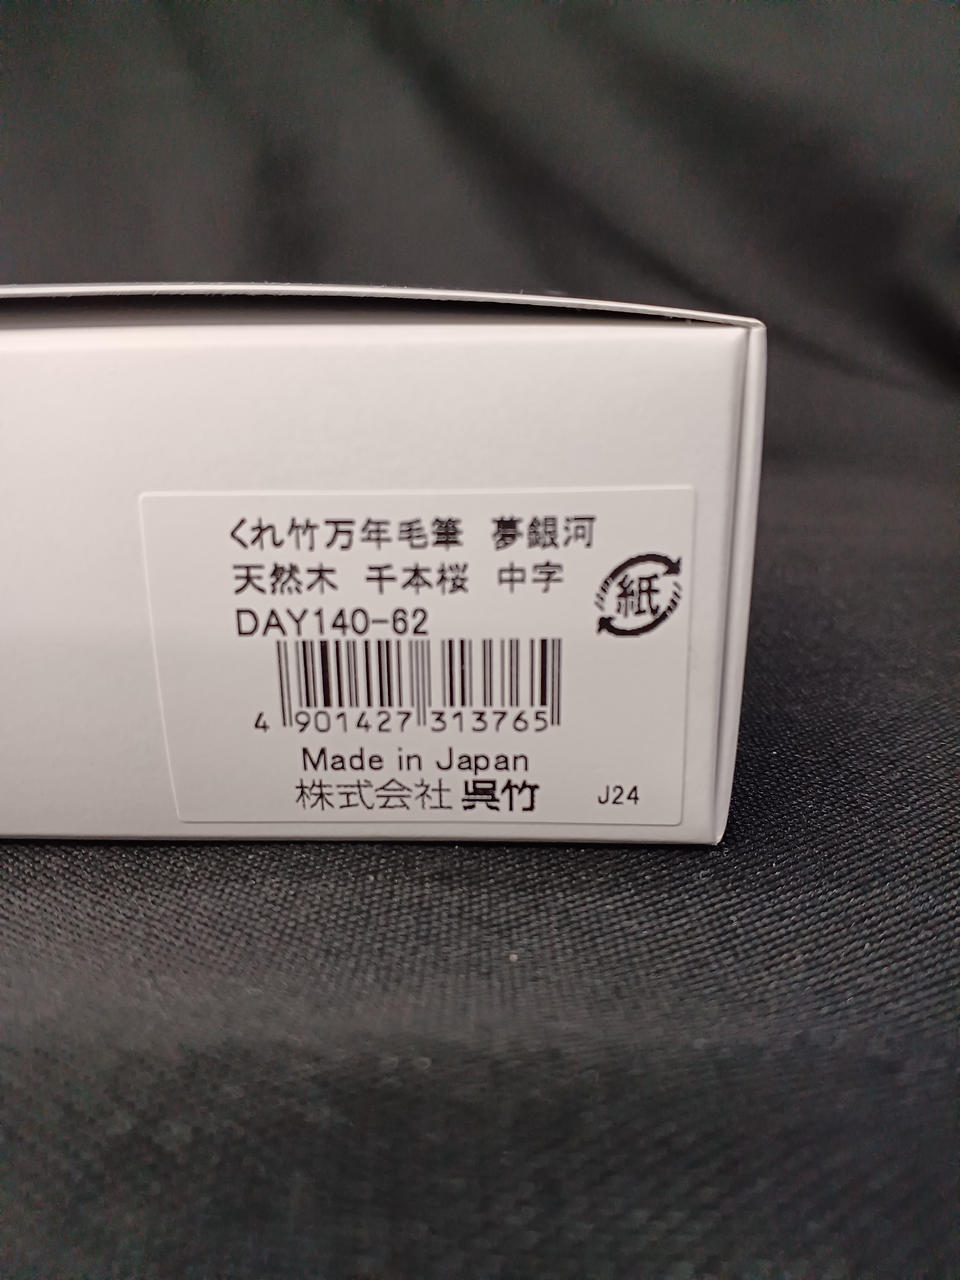 くれ竹万年毛筆 夢銀河
天然木 千本桜 中字
紙
DAY140-62
4 901427 313765
Made in Japan
株式会社 呉竹 J24